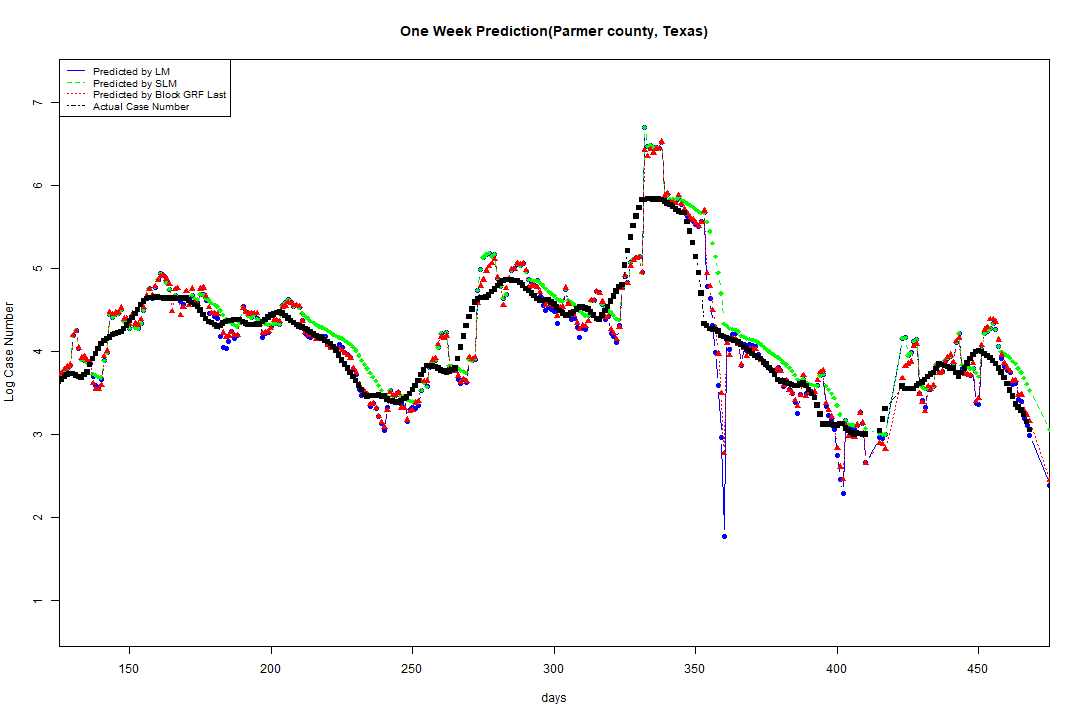 One Week Prediction(Parmer county, Texas)
Predicted by LM
Predicted by SLM
Predicted by Block GRF Last
Actual Case Number
Log Case Number
7
6
5
4
3
2
1
150 200 250 300 350 400 450
days